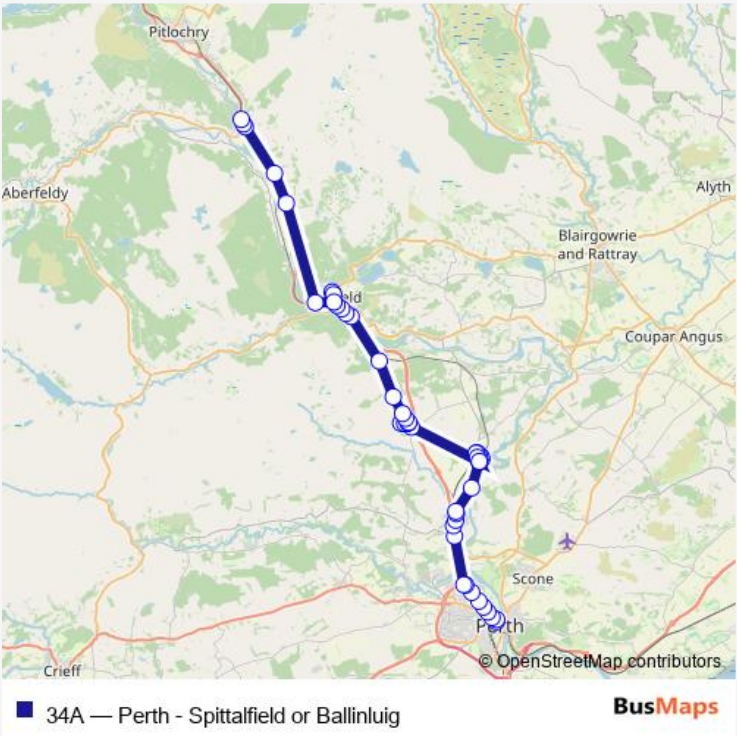 Pitlochry
Aberfeldy
Alyth
Blairgowrie
and Rattray
eld
Coupar Angus
Scone
Perth
Crieff
© OpenStreetMap contributors
34A — Perth - Spittalfield or Ballinluig
BusMaps